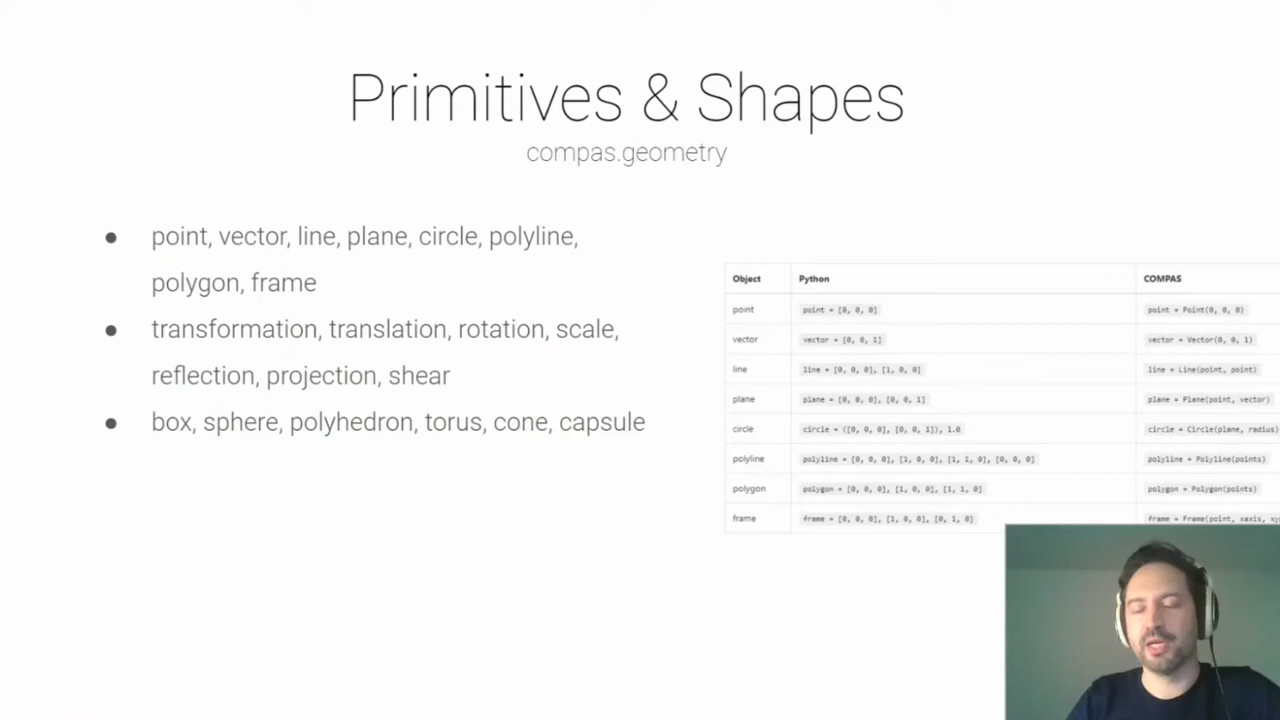 Primitives & Shapes
compas.geometry
● point, vector, line, plane, circle, polyline,
polygon, frame
● transformation, translation, rotation, scale,
reflection, projection, shear
● box, sphere, polyhedron, torus, cone, capsule
Object Python COMPAS
point point = [0, 0, 0] point = Point(0, 0, 0)
vector vector = [0, 0, 1] vector = Vector(0, 0, 1)
line line = [0, 0, 0], [1, 0, 0] line = Line(point, point)
plane plane = [0, 0, 0], [0, 0, 1] plane = Plane(point, vector)
circle circle = ([0, 0, 0], [0, 0, 1]), 1.0 circle = Circle(plane, radius)
polyline polyline = [0, 0, 0], [1, 0, 0], [1, 1, 0], [0, 0, 0] polyline = Polyline(points)
polygon polygon = [0, 0, 0], [1, 0, 0], [1, 1, 0] polygon = Polygon(points)
frame frame = [0, 0, 0], [1, 0, 0], [0, 1, 0] frame = Frame(point, xaxis,